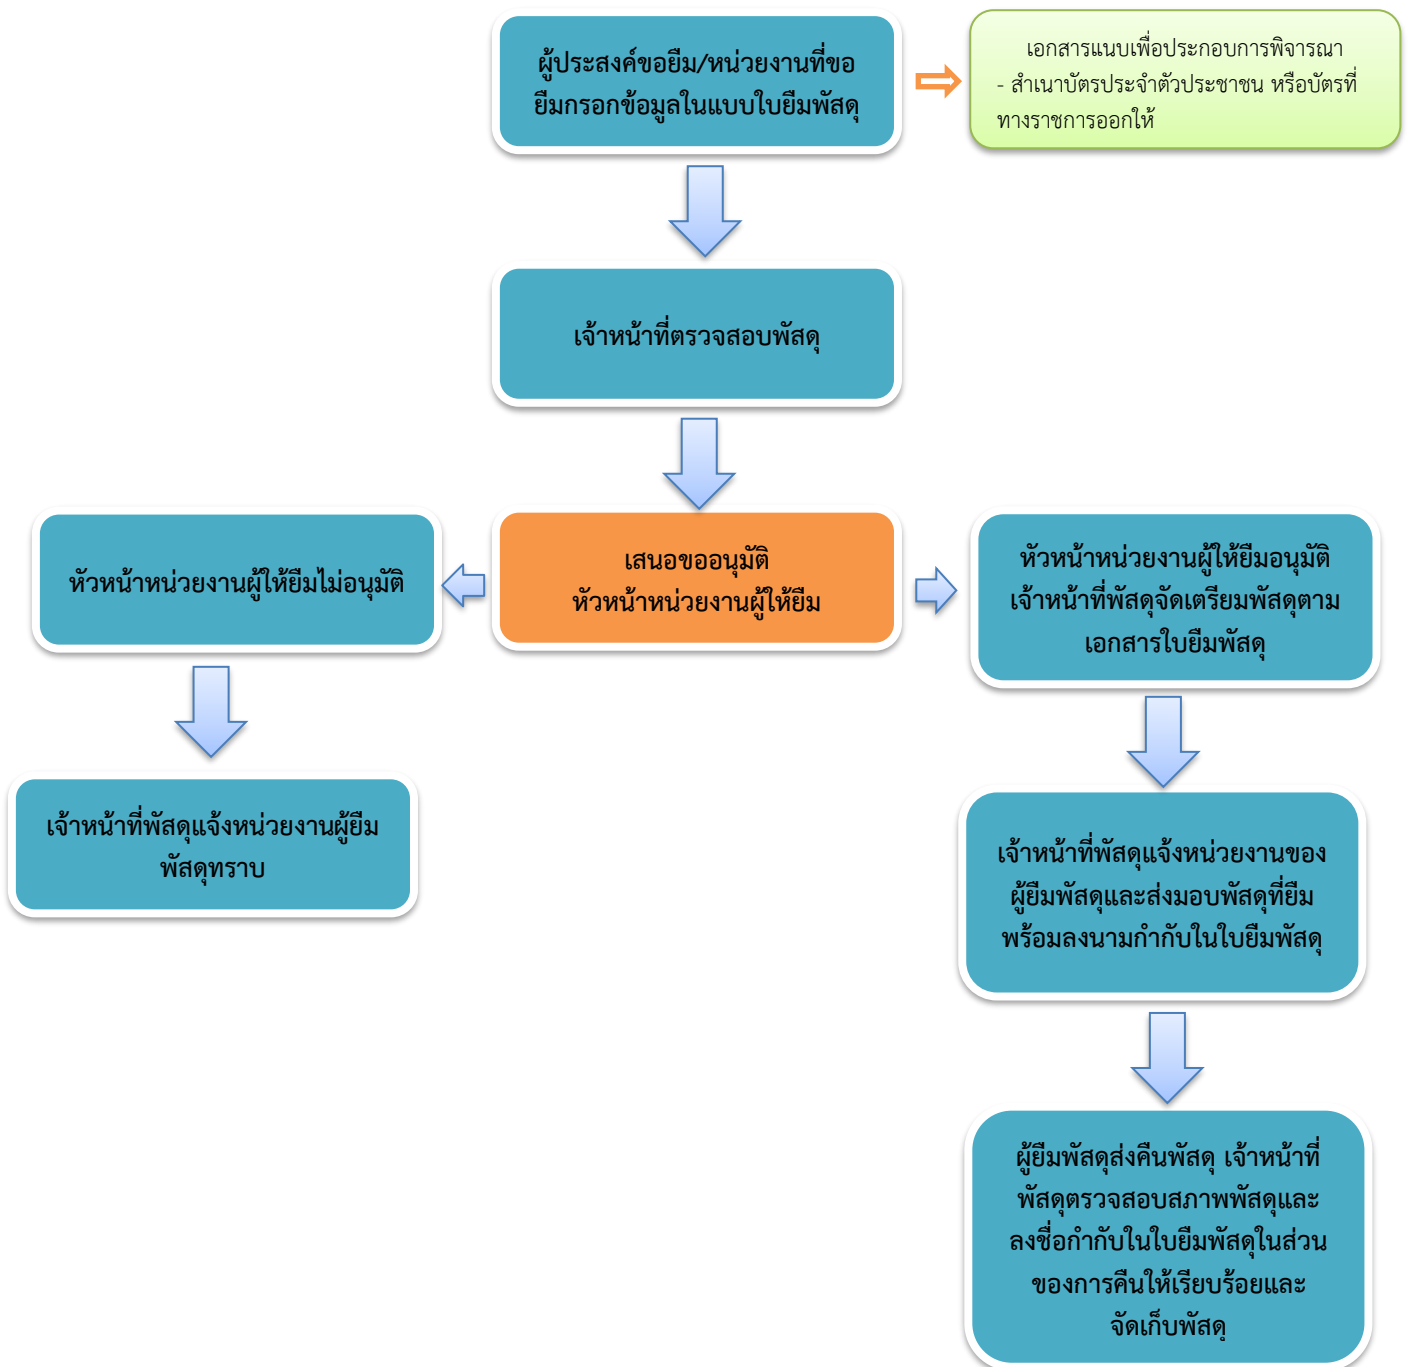 ผู้ประสงค์ขอยืม/หน่วยงานที่ขอ
ยืมกรอกข้อมูลในแบบใบยืมพัสดุ
เอกสารแนบเพื่อประกอบการพิจารณา
- สำเนาบัตรประจำตัวประชาชน หรือบัตรที่
ทางราชการออกให้
เจ้าหน้าที่ตรวจสอบพัสดุ
เสนอขออนุมัติ
หัวหน้าหน่วยงานผู้ให้ยืม
หัวหน้าหน่วยงานผู้ให้ยืมไม่อนุมัติ
เจ้าหน้าที่พัสดุแจ้งหน่วยงานผู้ยืม
พัสดุทราบ
หัวหน้าหน่วยงานผู้ให้ยืมอนุมัติ
เจ้าหน้าที่พัสดุจัดเตรียมพัสดุตาม
เอกสารใบยืมพัสดุ
เจ้าหน้าที่พัสดุแจ้งหน่วยงานของ
ผู้ยืมพัสดุและส่งมอบพัสดุที่ยืม
พร้อมลงนามกำกับในใบยืมพัสดุ
ผู้ยืมพัสดุส่งคืนพัสดุ เจ้าหน้าที่
พัสดุตรวจสอบสภาพพัสดุและ
ลงชื่อกำกับในใบยืมพัสดุในส่วน
ของการคืนให้เรียบร้อยและ
จัดเก็บพัสดุ